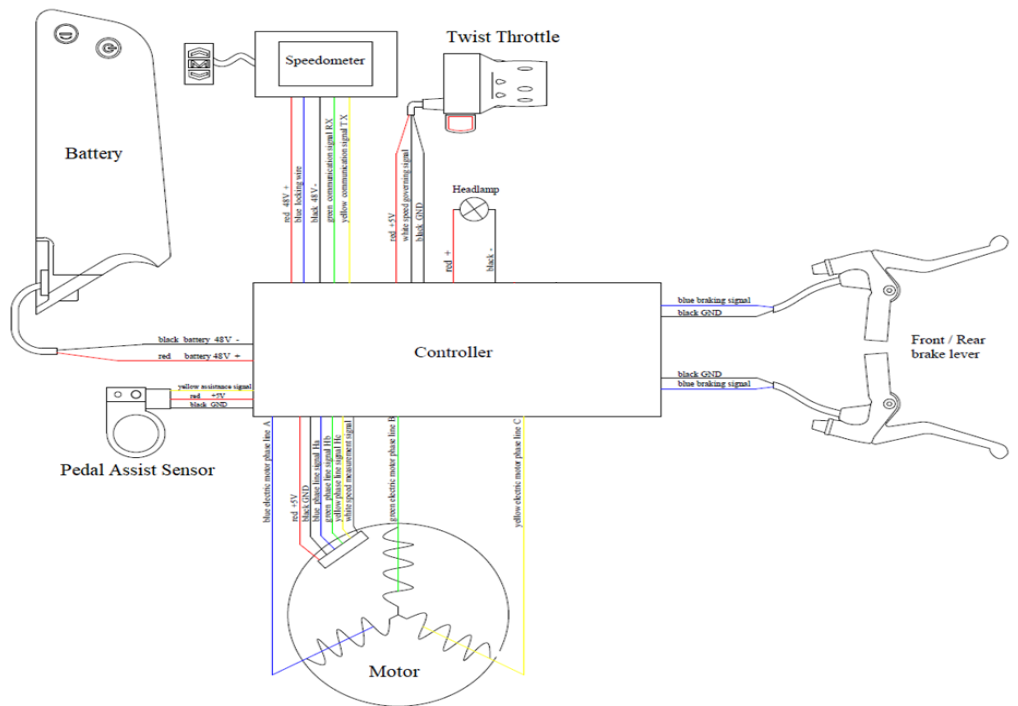 Twist Throttle
Speedometer
M
Battery
red 48V +
blue locking wire
black 48V -
green communication signal RX
yellow communication signal TX
red +5V
white speed governing signal
black GND
Headlamp
red +
black -
blue braking signal
black GND
Front / Rear
brake lever
black GND
blue braking signal
Controller
black battery 48V -
red battery 48V +
yellow resistance signal
red +5V
black GND
Pedal Assist Sensor
blue electric motor phase line A
red +5V
black GND
blue phase line signal Ha
green phase line signal Hb
yellow phase line signal Hc
white speed measurement signal
green electric motor phase line B
yellow electric motor phase line C
Motor